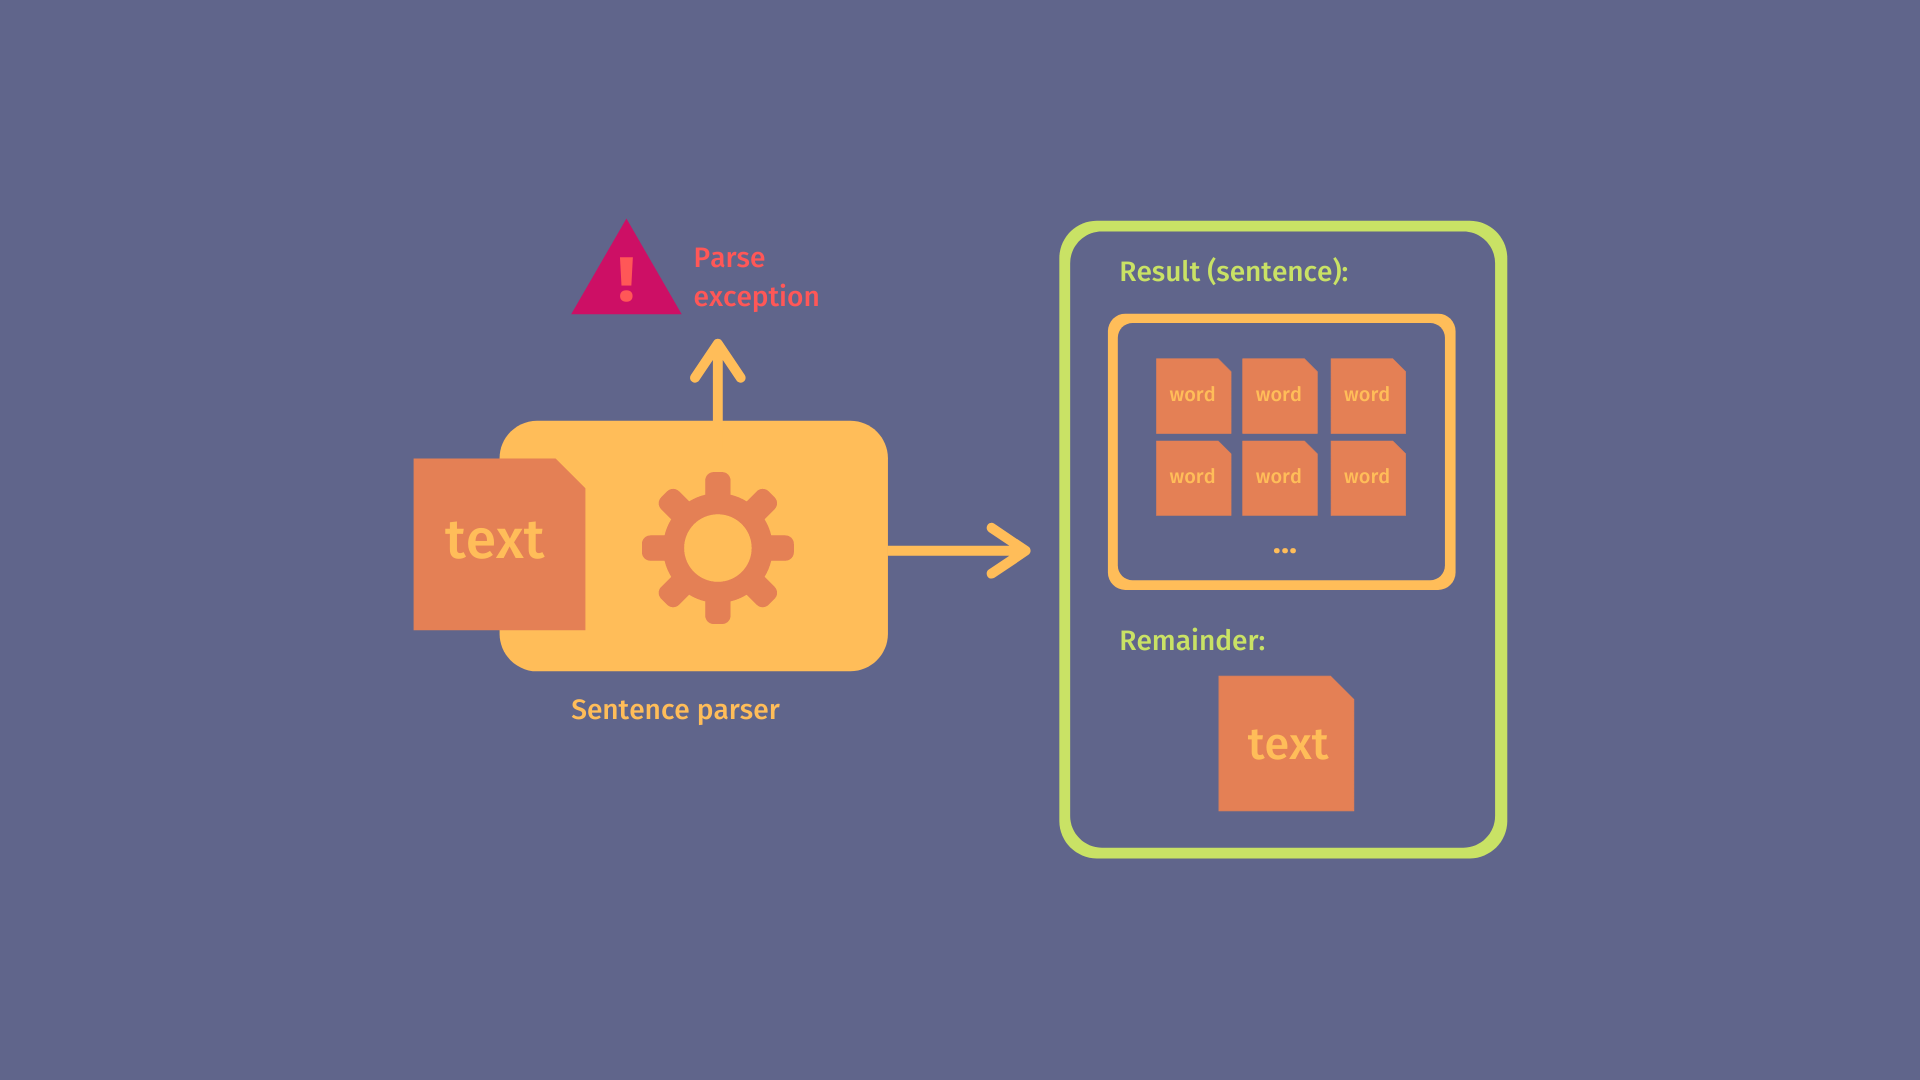 !
Parse
exception
text
Sentence parser
Result (sentence):
word word word
word word word
...
Remainder:
text